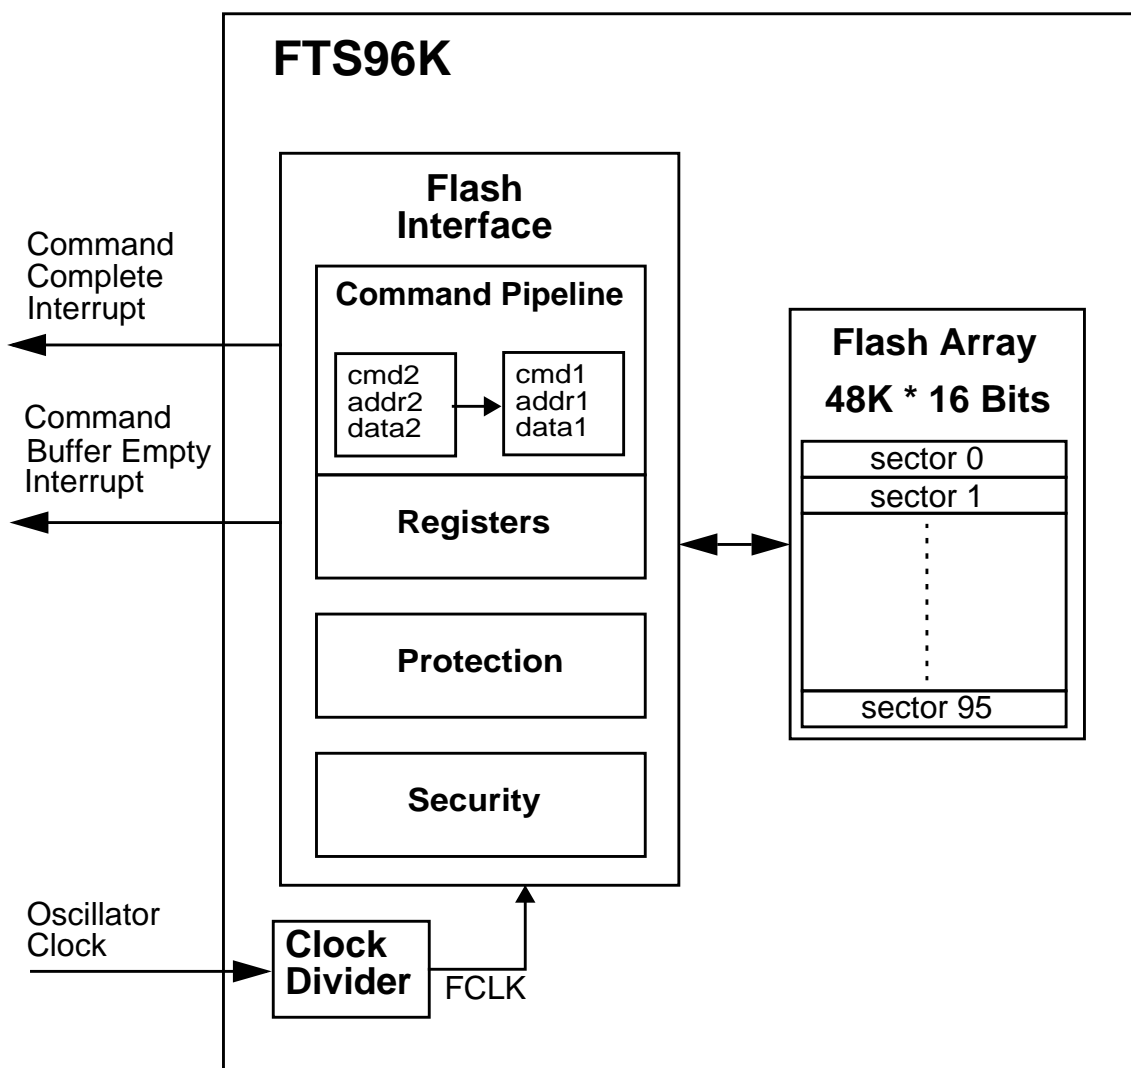 FTS96K
Flash
Interface
Command Pipeline
cmd2
addr2
data2
cmd1
addr1
data1
Registers
Protection
Security
Command
Complete
Interrupt
Command
Buffer Empty
Interrupt
Flash Array
48K * 16 Bits
sector 0
sector 1
sector 95
Oscillator
Clock
Clock
Divider
FCLK